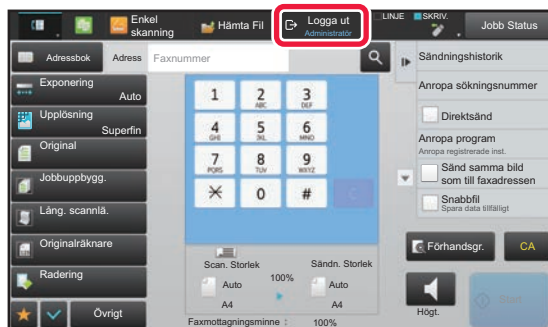 Enkel
skanning
Hämta Fil
Logga ut
Administratör
LINJE
SKRIV.
Jobb Status
Adressbok
Adress
Faxnummer
Exponering
Auto
Upplösning
Superfin
Original
Jobbuppbygg.
Lång. scannlä.
Originalräknare
Radering
Övrigt
1
2
ABC
3
DEF
4
GHI
5
JKL
6
MNO
7
PQRS
8
TUV
9
WXYZ
0
#
C
Scan. Storlek
100%
Sändn. Storlek
Auto
A4
Auto
A4
Faxmottagningsminne :
100%
Sändningshistorik
Anropa sökningsnummer
Direktsänd
Anropa program
Anropa registrerade inst.
Sänd samma bild
som till faxadressen
Snabbfil
Spara data tillfälligt
Förhandsgr.
CA
Högt.
Start